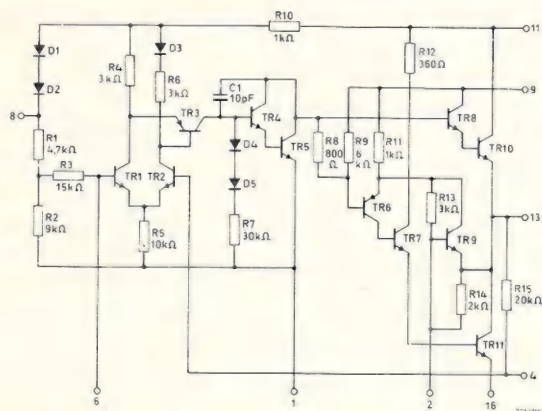 R10
1kΩ
11
D1
D3
R12
360Ω
R4
3kΩ
R6
3kΩ
C1
10pF
9
D2
TR3
TR4
TR8
8
R1
4,7kΩ
D4
TR5
R8
800
Ω
R9
6
kΩ
R11
1kΩ
TR10
R3
15kΩ
TR1
TR2
D5
TR6
R13
3kΩ
13
R2
9kΩ
R5
10kΩ
R7
30kΩ
TR7
TR9
R14
2kΩ
R15
20kΩ
TR11
4
6
1
2
16